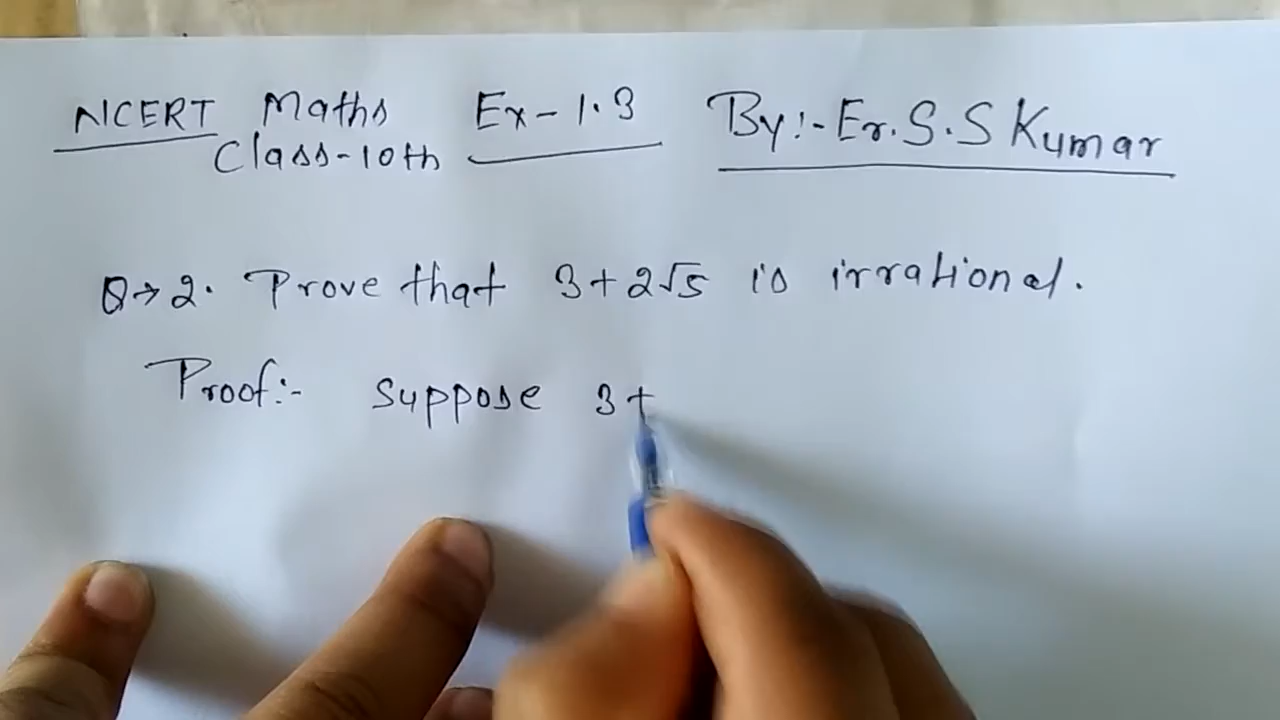 NCERT Maths Ex-1.3 By:-Er.S.S Kumar
Class-10th
Q→2. Prove that 3+2√5 is irrational.
Proof:- Suppose 3+